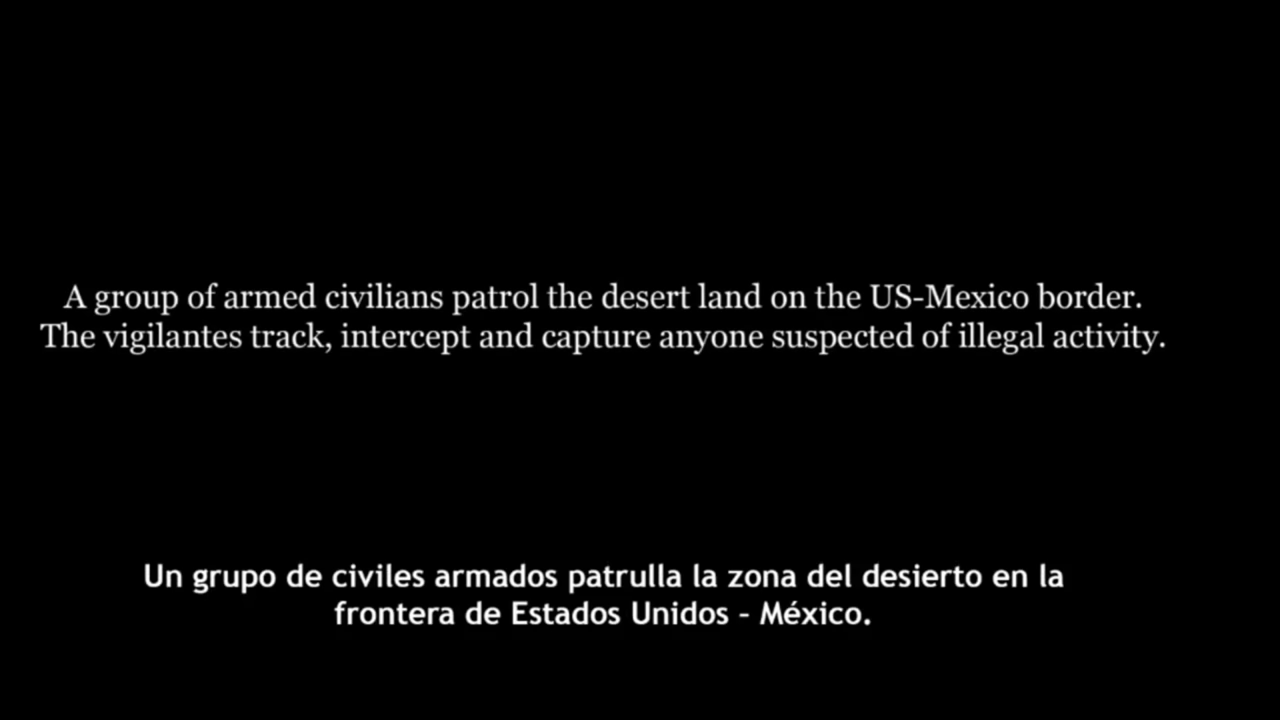 A group of armed civilians patrol the desert land on the US-Mexico border.
The vigilantes track, intercept and capture anyone suspected of illegal activity.
Un grupo de civiles armados patrulla la zona del desierto en la
frontera de Estados Unidos – México.